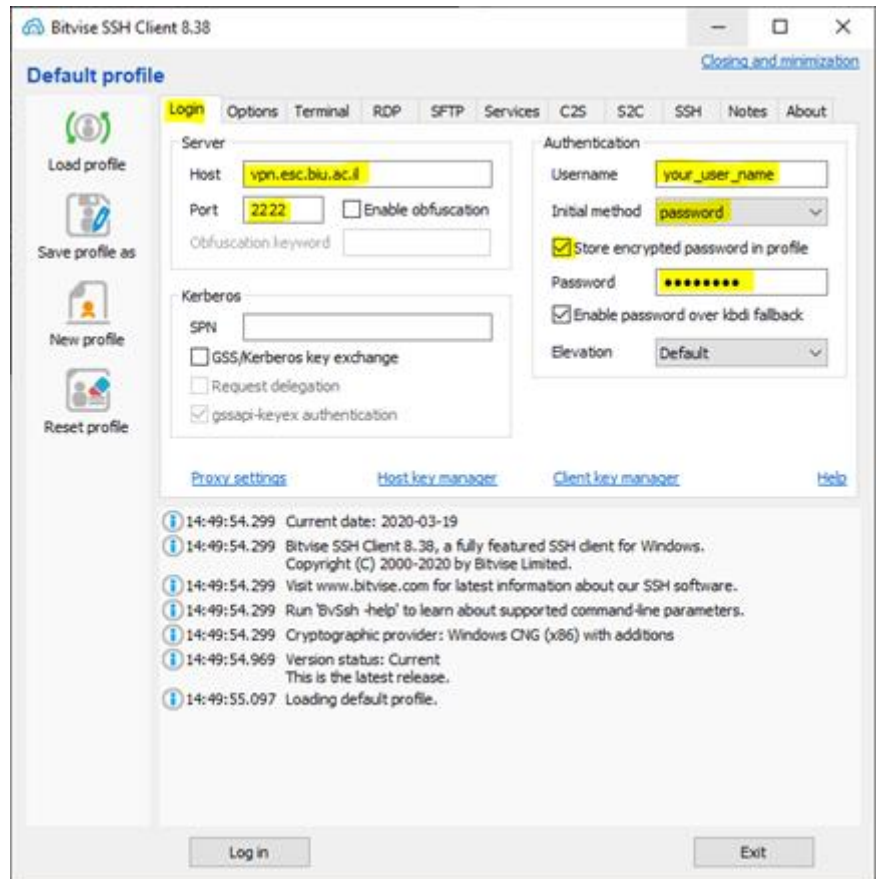 Bitvise SSH Client 8.38
Closing and minimization
Default profile
Load profile
Save profile as
New profile
Reset profile
Login Options Terminal RDP SFTP Services C2S S2C SSH Notes About
Server
Host vpn.esc.biu.ac.il
Port 2222 Enable obfuscation
Obfuscation keyword
Kerberos
SPN
GSS/Kerberos key exchange
Request delegation
gssapi-keyex authentication
Authentication
Username your_user_name
Initial method password
Store encrypted password in profile
Password ●●●●●●●●
Enable password over kbdi fallback
Elevation Default
Proxy settings Host key manager Client key manager Help
14:49:54.299 Current date: 2020-03-19
14:49:54.299 Bitvise SSH Client 8.38, a fully featured SSH client for Windows.
Copyright (C) 2000-2020 by Bitvise Limited.
14:49:54.299 Visit www.bitvise.com for latest information about our SSH software.
14:49:54.299 Run 'BvSsh -help' to learn about supported command-line parameters.
14:49:54.299 Cryptographic provider: Windows CNG (x86) with additions
14:49:54.969 Version status: Current
This is the latest release.
14:49:55.097 Loading default profile.
Log in Exit